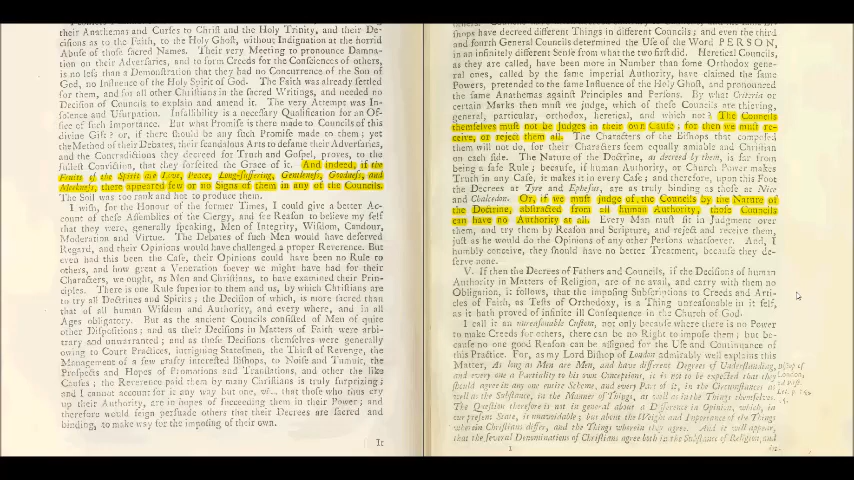 their Anathemas and Curses to Christ and the Holy Trinity, and their De-
cisions as to the Faith, to the Holy Ghost, without Indignation at the horrid
Abuse of those sacred Names. Their very Meeting to pronounce Damna-
tion on their Adversaries, and to form Creeds for the Consciences of others,
is no less than a Demonstration that they had no Concurrence of the Son of
God, no Influence of the Holy Spirit of God. The Faith was already settled
for them, and for all other Christians in the sacred Writings, and needed no
Decision of Councils to explain and amend it. The very Attempt was In-
solence and Usurpation. Infallibility is a necessary Qualification for an Of-
fice of such Importance. But what Promise is there made to Councils of this
divine Gift? or, if there should be any such Promise made to them; yet
the Method of their Debates, their scandalous Arts to defame their Adversaries,
and the Contradictions they decreed for Truth and Gospel, proves, to the
fullest Conviction, that they forfeited the Grace of it. And indeed, if the
Fruits of the Spirit are Love, Peace, Long-suffering, Gentleness, Goodness, and
Meekness, there appeared few or no Signs of them in any of the Councils.
The Soil was too rank and hot to produce them.
I wish, for the Honour of the former Times, I could give a better Ac-
count of these Assemblies of the Clergy, and see Reason to believe my self
that they were, generally speaking, Men of Integrity, Wisdom, Candour,
Moderation and Virtue. The Debates of such Men would have deserved
Regard, and their Opinions would have challenged a proper Reverence. But
even had this been the Case, their Opinions could have been no Rule to
others, and how great a Veneration soever we might have had for their
Characters, we ought, as Men and Christians, to have examined their Prin-
ciples. There is one Rule superior to them, by which Christians are
to try all Doctrines and Spirits; the Decision of which, is more sacred than
that of all human Wisdom and Authority, and every where, and in all
Ages obligatory. But as the ancient Councils consisted of Men of quite
other Dispositions; and as their Decisions in Matters of Faith were arbi-
trary and unwarranted; and as those Decisions themselves were generally
owing to Court Practices, intriguing Statesmen, the Thirst of Revenge, the
Management of a few crafty interested Bishops, to Noise and Tumult, the
Prospects and Hopes of Promotions and Translations, and other the like
Causes; the Reverence paid them by many Christians is truly surprizing;
and I cannot account for it any way but one, viz. that those who thus cry
up their Authority, are in hopes of succeeding them in their Power; and
therefore would feign persuade others that their Decrees are sacred and
binding, to make way for the imposing of their own.
It
shops have decreed different Things in different Councils; and even the third
and fourth General Councils determined the Use of the Word PERSON,
in an infinitely different Sense from what the two first did. Heretical Councils,
as they are called, have been more in Number than some Orthodox gene-
ral ones, called by the same imperial Authority, have claimed the same
Powers, pretended to the same Influence of the Holy Ghost, and pronounced
the same Anathemas against Principles and Persons. By what Criteria or
certain Marks then must we judge, which of these Councils are thieving,
general, particular, orthodox, heretical, and which not? The Councils
themselves must not be Judges in their own Cause; for then we must re-
ceive, or reject them all. The Characters of the Bishops that compos'd
them will not do, for their Characters seem equally amiable and Christian
on each side. The Nature of the Doctrine, as decreed by them, is far from
being a safe Rule; because, if human Authority, or Church Power makes
Truth in any Case, it makes it in every Case; and therefore, upon this Foot
the Decrees at Tyre and Ephesus, are as truly binding as those at Nice
and Chalcedon. Or, if we must judge of the Councils by the Nature of
the Doctrine, abstracted from all human Authority, those Councils
can have no Authority at all. Every Man must sit in Judgment over
them, and try them by Reason and Scripture, and reject and receive them,
just as he would do the Opinions of any other Persons whatsoever. And, I
humbly conceive, they should have no better Treatment, because they de-
serve none.
V. If then the Decrees of Fathers and Councils, if the Decisions of human
Authority in Matters of Religion, are of no avail, and carry with them no
Obligation, it follows, that the imposing Subscriptions to Creeds and Arti-
cles of Faith, as Tests of Orthodoxy, is a Thing unreasonable in it self,
as it hath proved of infinite ill Consequence in the Church of God.
I call it an unreasonable Custom, not only because where there is no Power
to make Creeds for others, there can be no Right to impose them; but be-
cause no one good Reason can be assigned for the Use and Continuance of
this Practice. For, as my Lord Bishop of London admirably well explains this
Matter, As long as Men are Men, and have different Degrees of Understanding,
and every one a Partiality to his own Conceptions, it is not to be expected that they
should agree in any one entire Scheme, and every Part of it, in the Circumstances as
well as the Substance, in the Manner of Things, as well as in the Things themselves.
The Question therefore is not in general about a Difference in Opinion, which, in
our present State, is unavoidable; but about the Weight and Importance of the Things
wherein Christians differ, and the Things wherein they agree. And it will appear,
that the several Denominations of Christians agree both in the Substance of Religion, and
Bishop of
London,